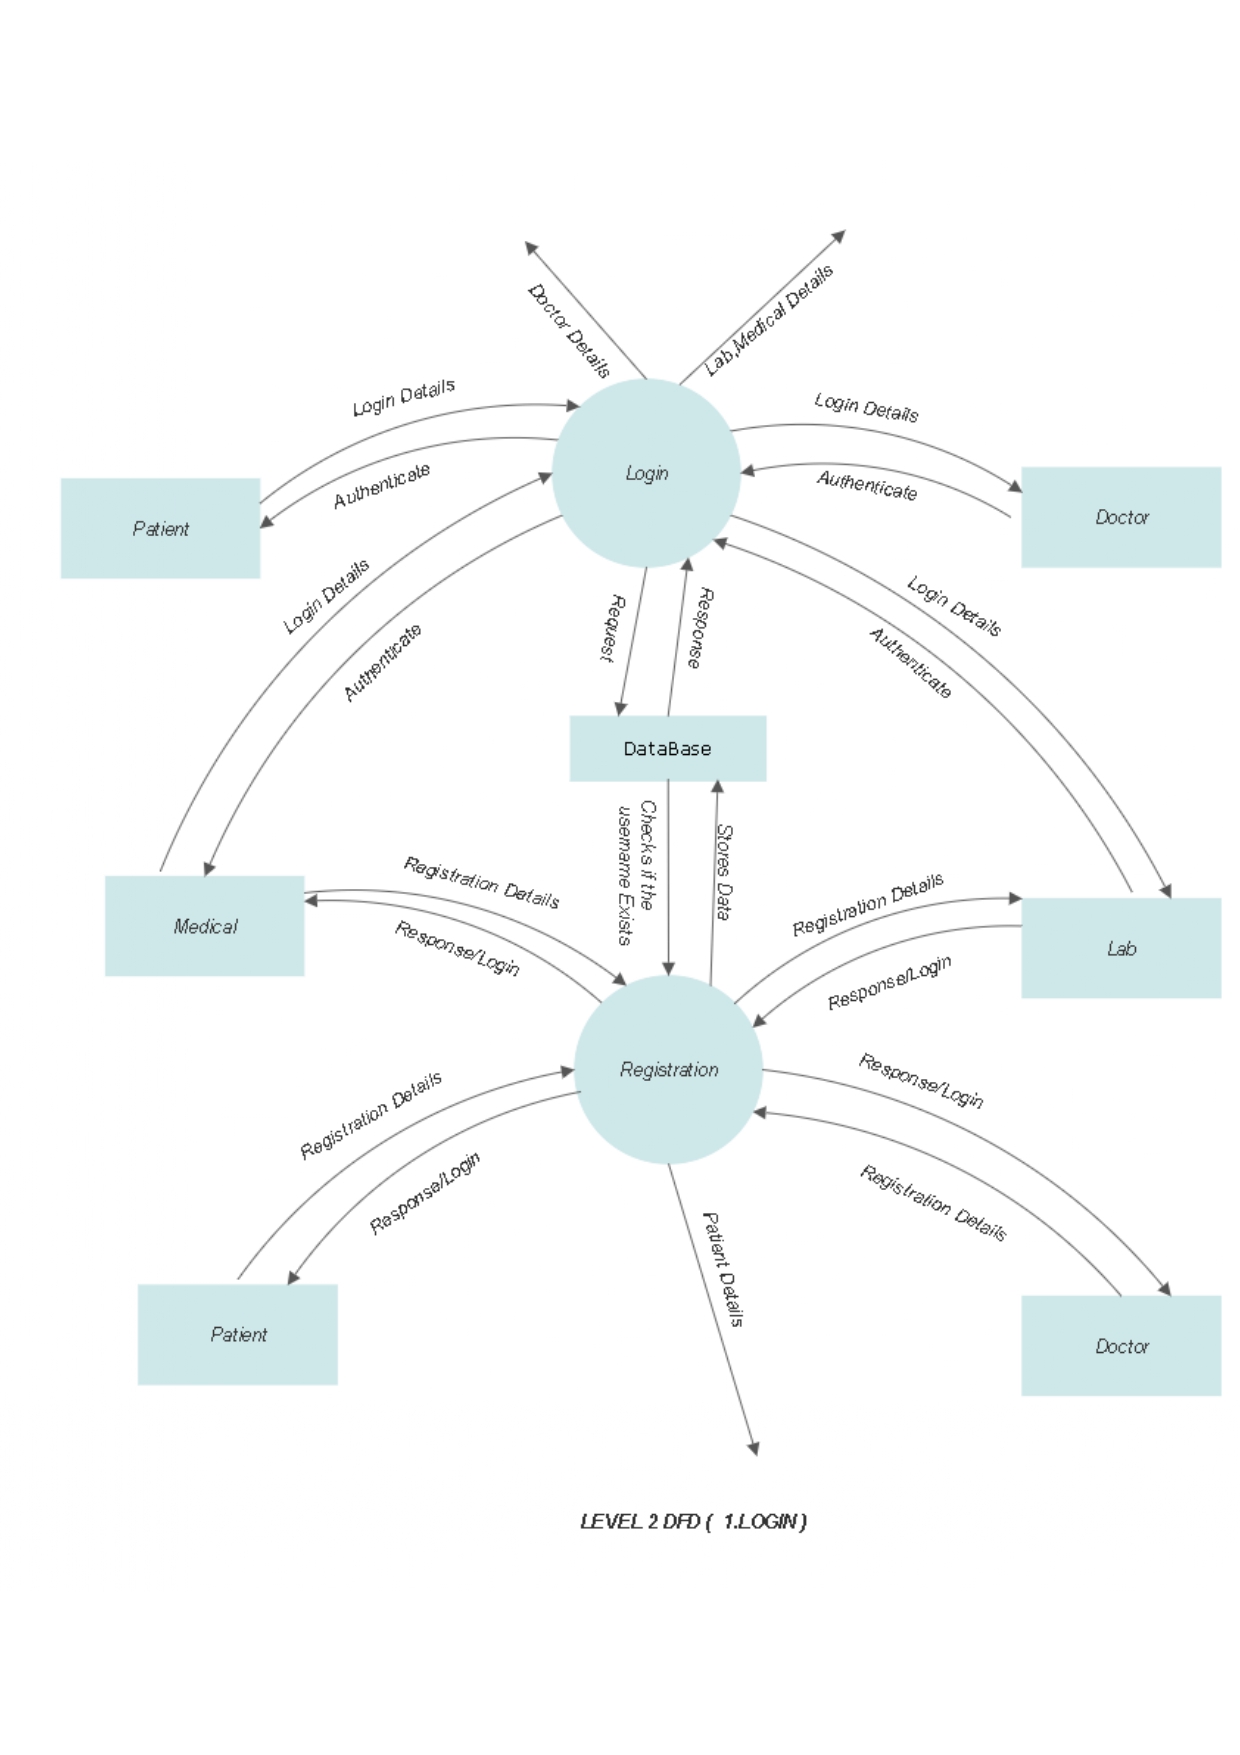 Doctor Details
Lab,Medical Details
Login Details
Login Details
Authenticate
Authenticate
Login
Patient
Doctor
Login Details
Authenticate
Request
Response
Login Details
Authenticate
DataBase
Checks if the
username Exists
Stores Data
Registration Details
Response/Login
Medical
Registration Details
Response/Login
Lab
Registration
Registration Details
Response/Login
Response/Login
Registration Details
Patient Details
Patient
Doctor
LEVEL 2 DFD ( 1.LOGIN )